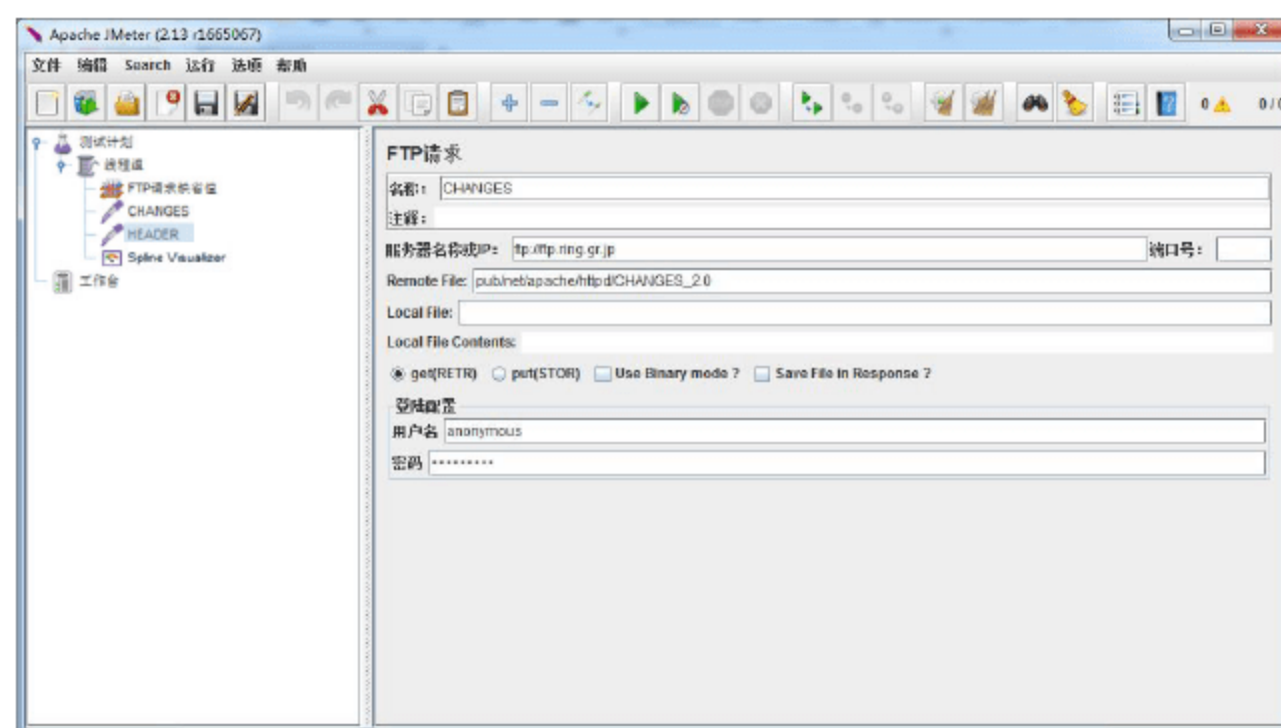 Apache JMeter (2.13 r1665067)
文件 编辑 Search 运行 选项 帮助
0 0 / 0
测试计划
线程组
FTP请求缺省值
CHANGES
HEADER
Spline Visualizer
工作台
FTP请求
名称： CHANGES
注释：
服务器名称或IP： ftp://ftp.ring.gr.jp 端口号：
Remote File: pub/net/apache/httpd/CHANGES_2.0
Local File:
Local File Contents:
get(RETR) put(STOR) Use Binary mode ? Save File in Response ?
登陆配置
用户名 anonymous
密码 •••••••••